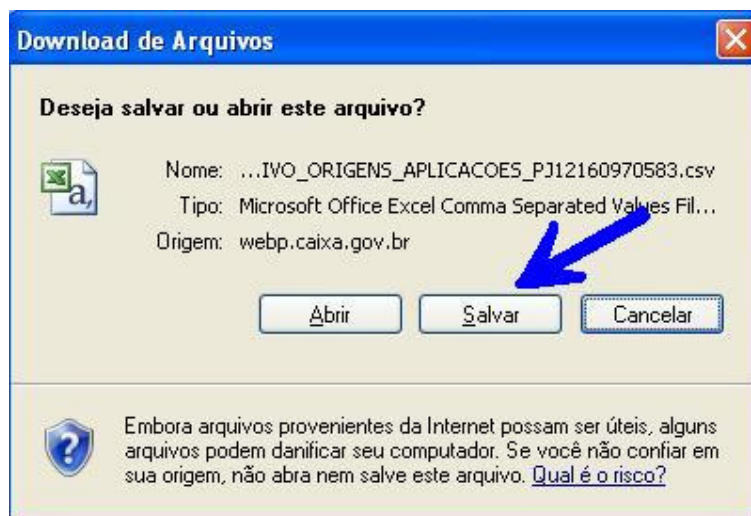 Download de Arquivos
Deseja salvar ou abrir este arquivo?
Nome: ...IVO_ORIGENS_APLICACOES_PJ12160970583.csv
Tipo: Microsoft Office Excel Comma Separated Values Fil...
Origem: webp.caixa.gov.br
Abrir Salvar Cancelar
Embora arquivos provenientes da Internet possam ser úteis, alguns
arquivos podem danificar seu computador. Se você não confiar em
sua origem, não abra nem salve este arquivo. Qual é o risco?